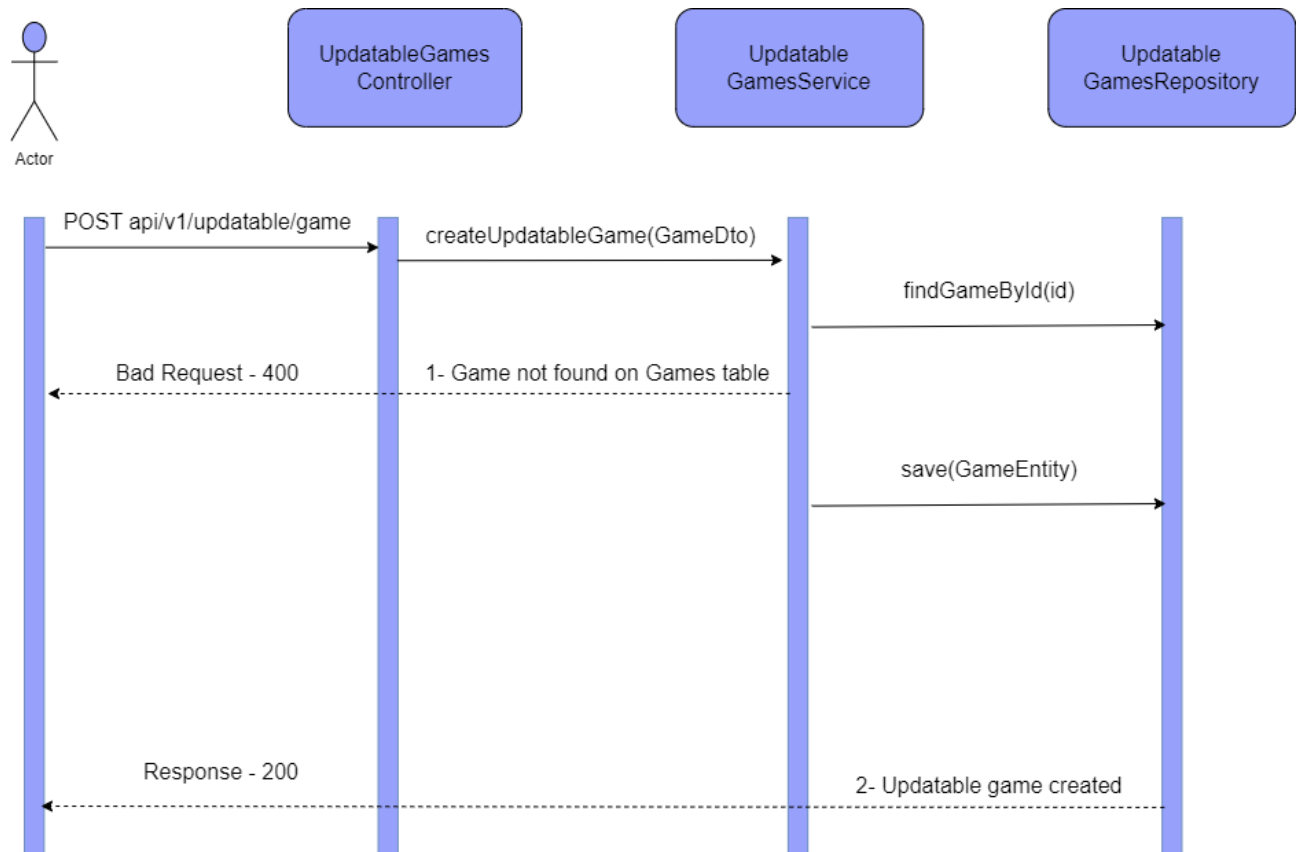 UpdatableGames
Controller
Updatable
GamesService
Updatable
GamesRepository
Actor
POST api/v1/updatable/game
createUpdatableGame(GameDto)
findGameById(id)
Bad Request - 400
1- Game not found on Games table
save(GameEntity)
Response - 200
2- Updatable game created